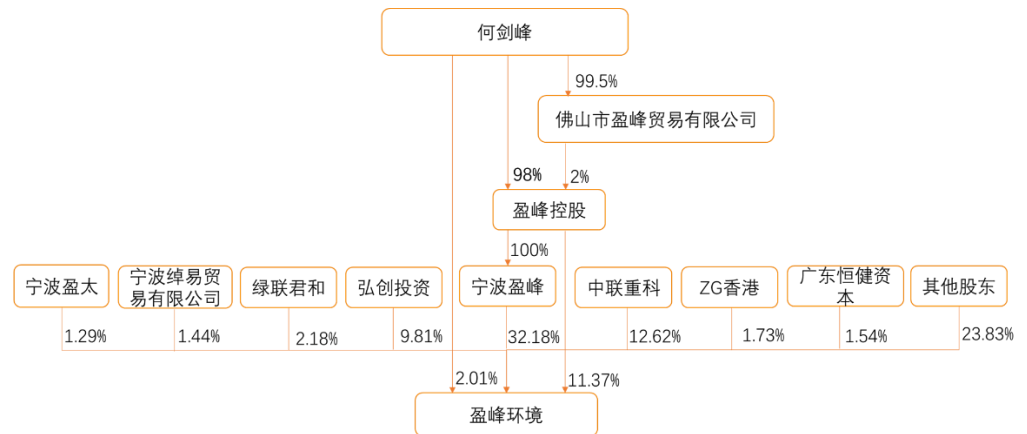 何剑峰
99.5%
佛山市盈峰贸易有限公司
98%
2%
盈峰控股
100%
宁波盈太
宁波绰易贸
易有限公司
绿联君和
弘创投资
宁波盈峰
中联重科
ZG香港
广东恒健资
本
其他股东
1.29%
1.44%
2.18%
9.81%
32.18%
12.62%
1.73%
1.54%
23.83%
2.01%
11.37%
盈峰环境